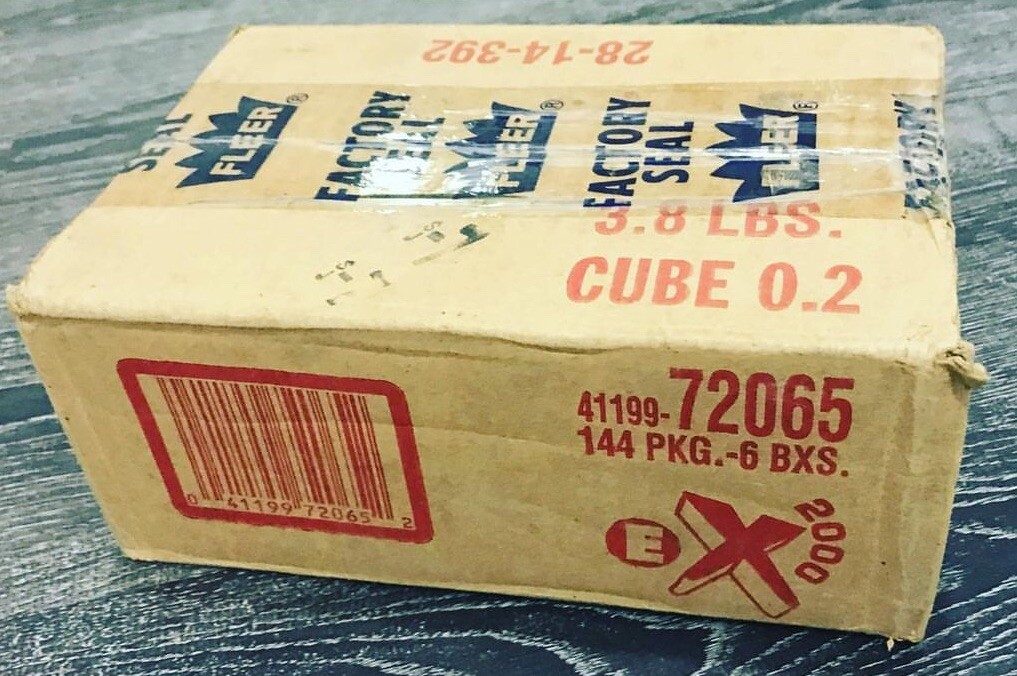 28-14-392
SEAL
FLEER®
FACTORY
SEAL
FLEER®
FACTORY
SEAL
FLEER®
FACTORY
3.8 LBS.
CUBE 0.2
41199-72065
144 PKG.-6 BXS.
0 41199 72065 2
E X 2000